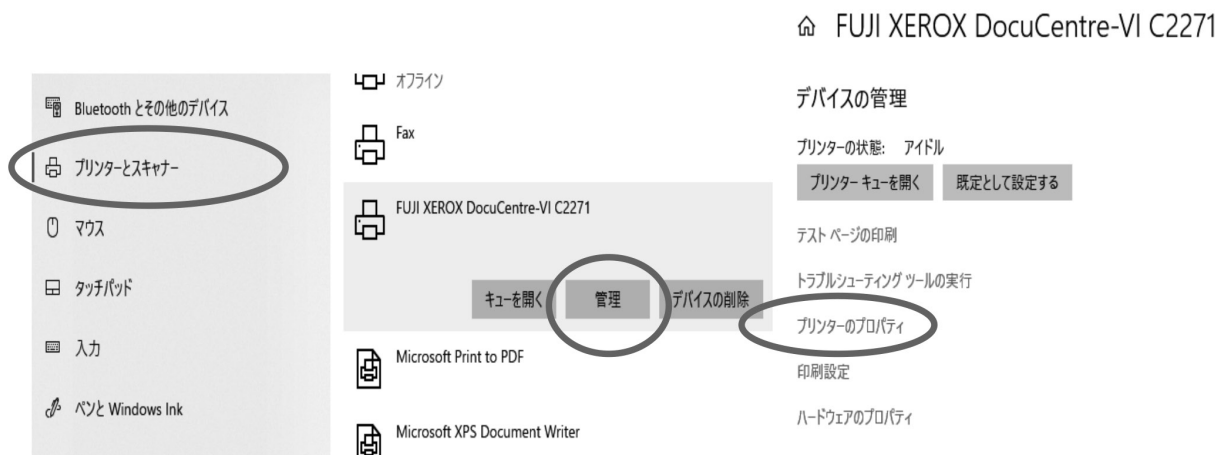 Bluetooth とその他のデバイス
プリンターとスキャナー
マウス
タッチパッド
入力
ペンと Windows Ink
オフライン
Fax
FUJI XEROX DocuCentre-VI C2271
キューを開く 管理 デバイスの削除
Microsoft Print to PDF
Microsoft XPS Document Writer
FUJI XEROX DocuCentre-VI C2271
デバイスの管理
プリンターの状態: アイドル
プリンター キューを開く 既定として設定する
テスト ページの印刷
トラブルシューティング ツールの実行
プリンターのプロパティ
印刷設定
ハードウェアのプロパティ